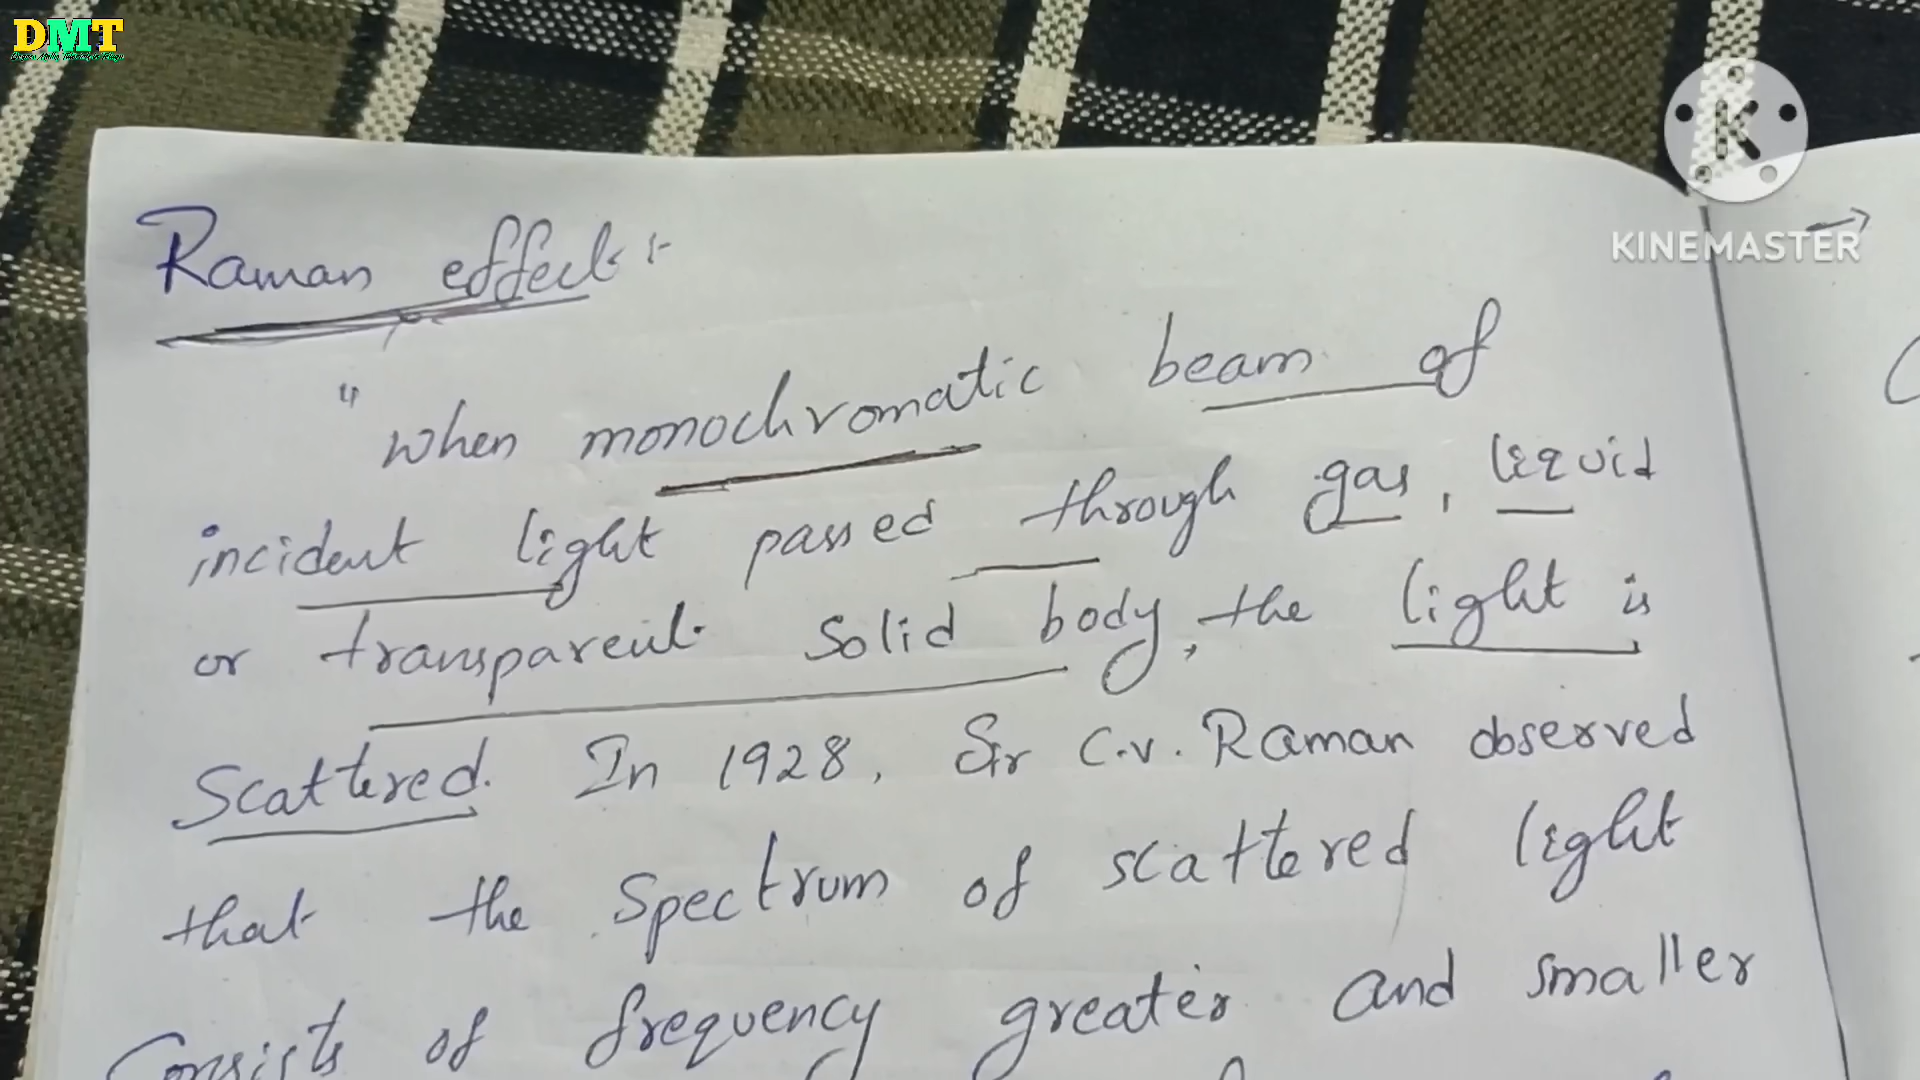 DMT
KINEMASTER
Raman effect:-
"When monochromatic beam of
incident light passed through gas, liquid
or transparent solid body, the light is
Scattered. In 1928, Sir C.V. Raman observed
that the spectrum of scattered light
Consists of frequency greater and smaller